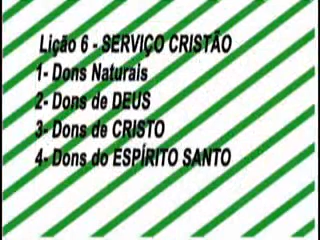 Lição 6 - SERVIÇO CRISTÃO
1- Dons Naturais
2- Dons de DEUS
3- Dons de CRISTO
4- Dons do ESPÍRITO SANTO